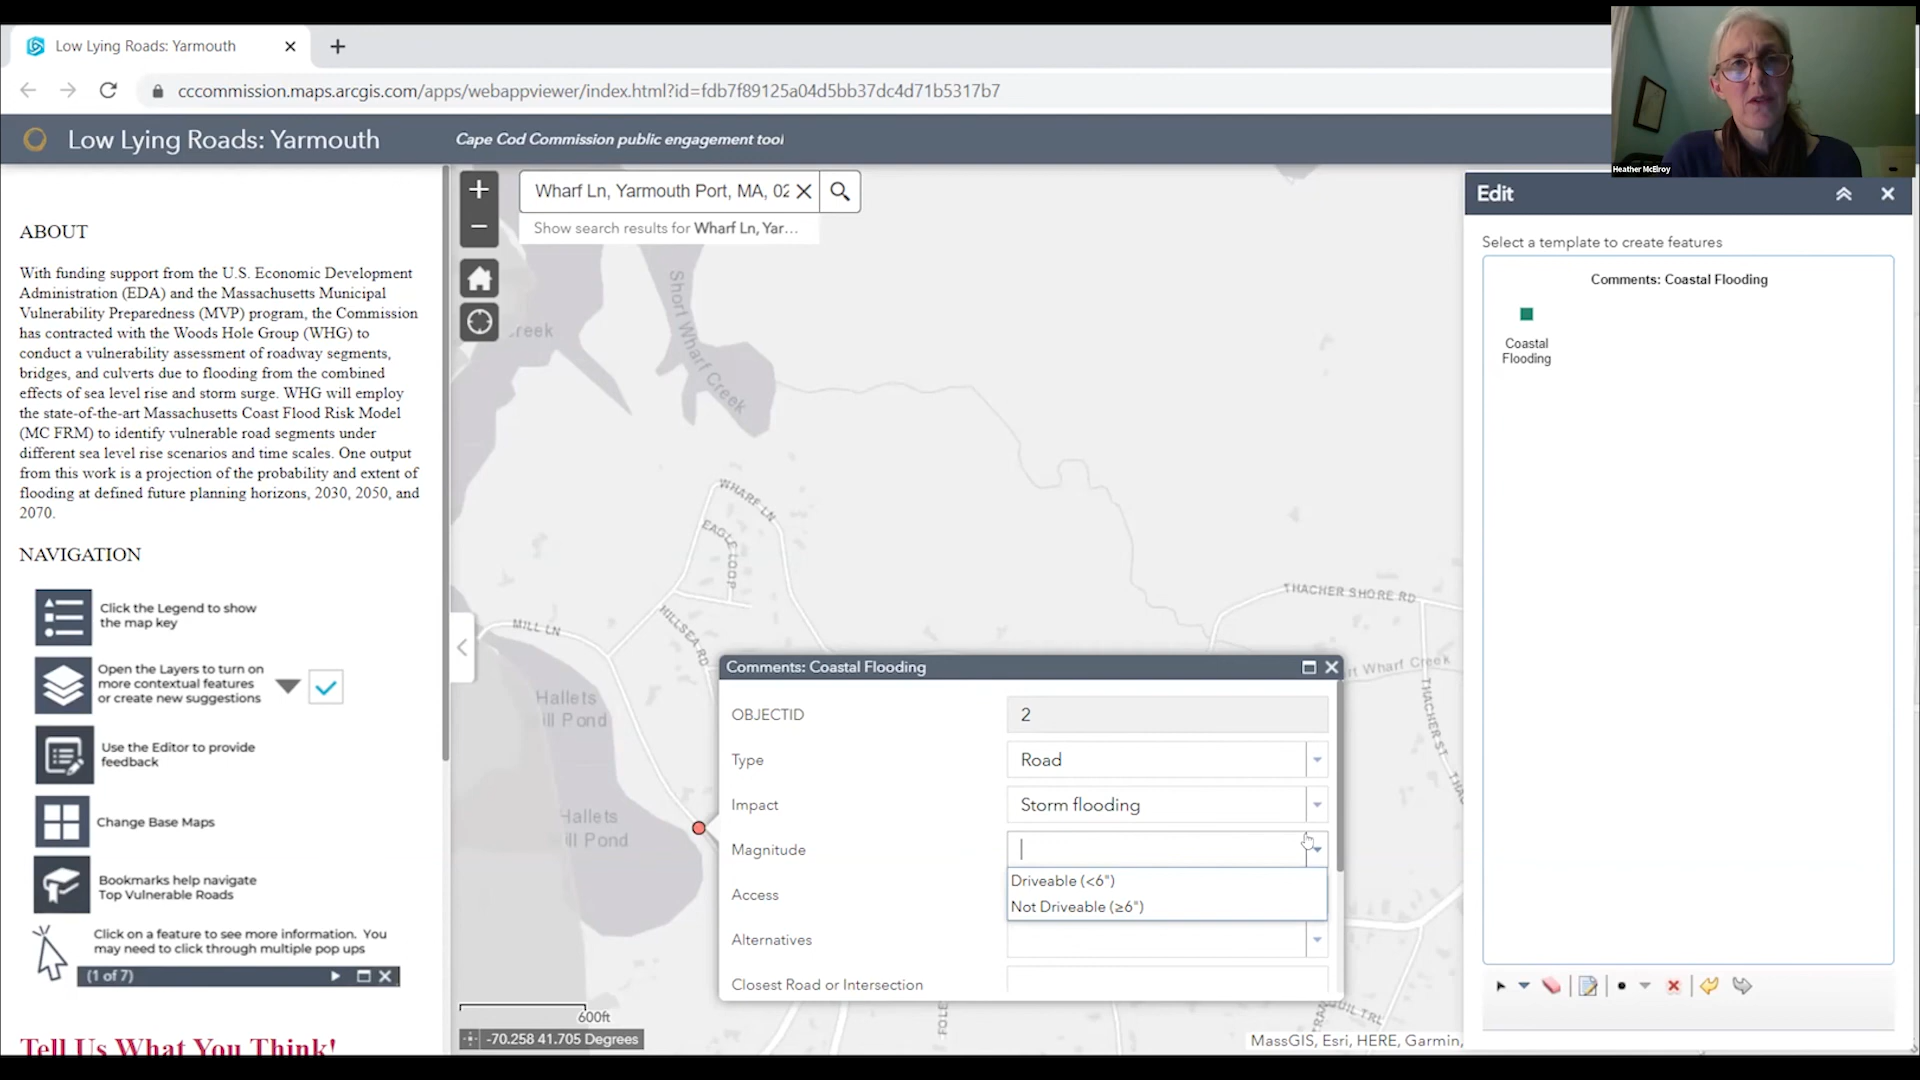 Low Lying Roads: Yarmouth
cccommission.maps.arcgis.com/apps/webappviewer/index.html?id=fdb7f89125a04d5bb37dc4d71b5317b7
Heather McElroy
Low Lying Roads: Yarmouth
Cape Cod Commission public engagement tool
ABOUT
With funding support from the U.S. Economic Development
Administration (EDA) and the Massachusetts Municipal
Vulnerability Preparedness (MVP) program, the Commission
has contracted with the Woods Hole Group (WHG) to
conduct a vulnerability assessment of roadway segments,
bridges, and culverts due to flooding from the combined
effects of sea level rise and storm surge. WHG will employ
the state-of-the-art Massachusetts Coast Flood Risk Model
(MC FRM) to identify vulnerable road segments under
different sea level rise scenarios and time scales. One output
from this work is a projection of the probability and extent of
flooding at defined future planning horizons, 2030, 2050, and
2070.
NAVIGATION
Click the Legend to show
the map key
Open the Layers to turn on
more contextual features
or create new suggestions
Use the Editor to provide
feedback
Change Base Maps
Bookmarks help navigate
Top Vulnerable Roads
Click on a feature to see more information. You
may need to click through multiple pop ups
(1 of 7)
Tell Us What You Think!
Wharf Ln, Yarmouth Port, MA, 02
Show search results for Wharf Ln, Yar...
Short Wharf Creek
reek
WHARF LN
EAGLE LOOP
HILLSEA RD
MILL LN
Hallets
ill Pond
Hallets
ill Pond
THACHER SHORE RD
rt Wharf Creek
THACHER ST
THA
FOLE
UIL TRL
600ft
-70.258 41.705 Degrees
MassGIS, Esri, HERE, Garmin,
Comments: Coastal Flooding
OBJECTID
2
Type
Road
Impact
Storm flooding
Magnitude
Driveable (<6")
Not Driveable (≥6")
Access
Alternatives
Closest Road or Intersection
Edit
Select a template to create features
Comments: Coastal Flooding
Coastal
Flooding